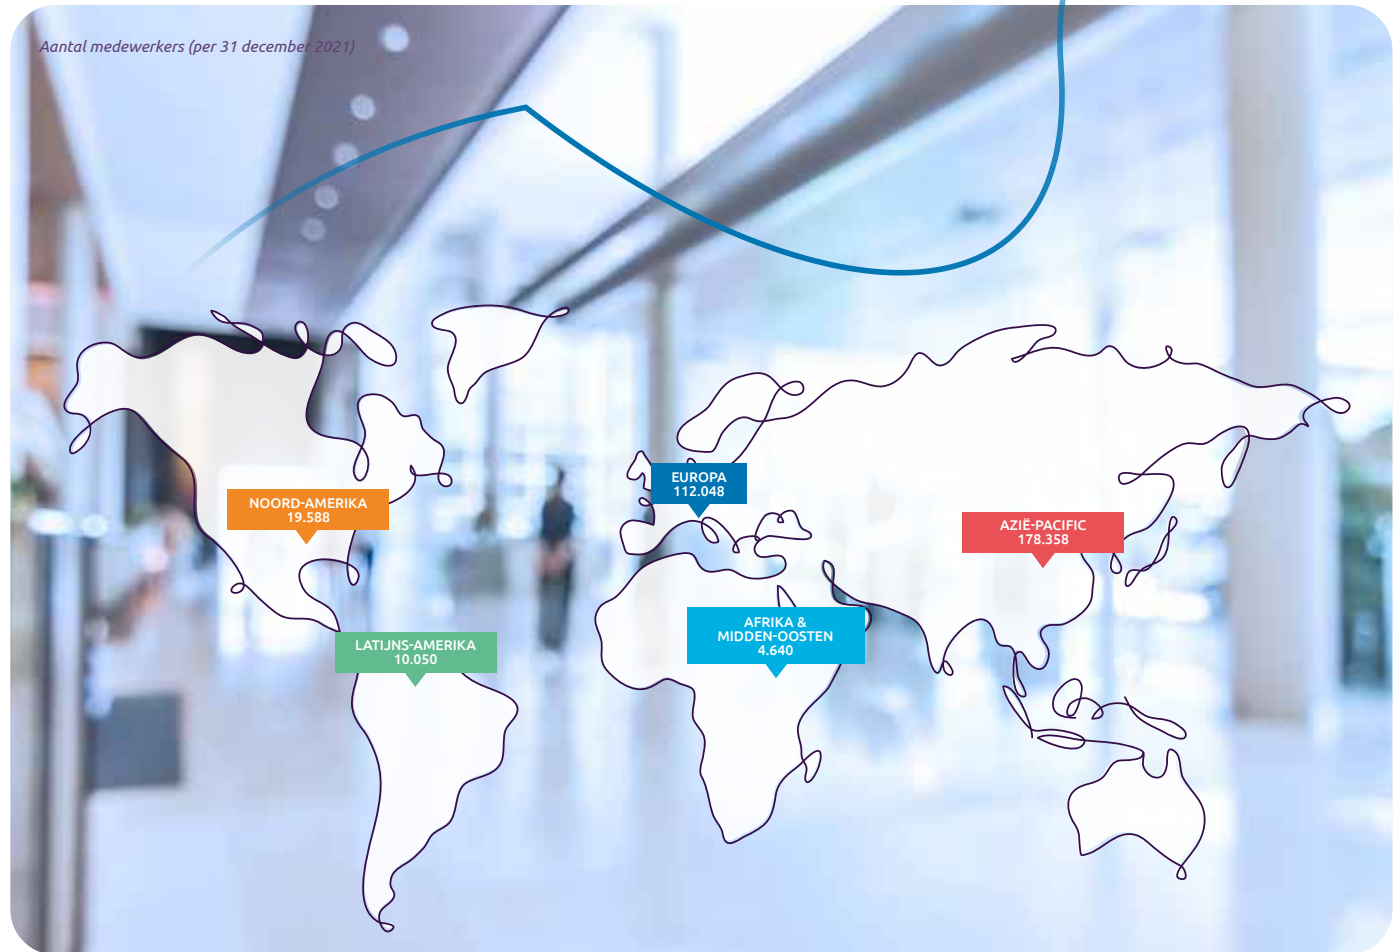 Aantal medewerkers (per 31 december 2021)
NOORD-AMERIKA
19.588
EUROPA
112.048
AZIË-PACIFIC
178.358
AFRIKA &
MIDDEN-OOSTEN
4.640
LATIJNS-AMERIKA
10.050